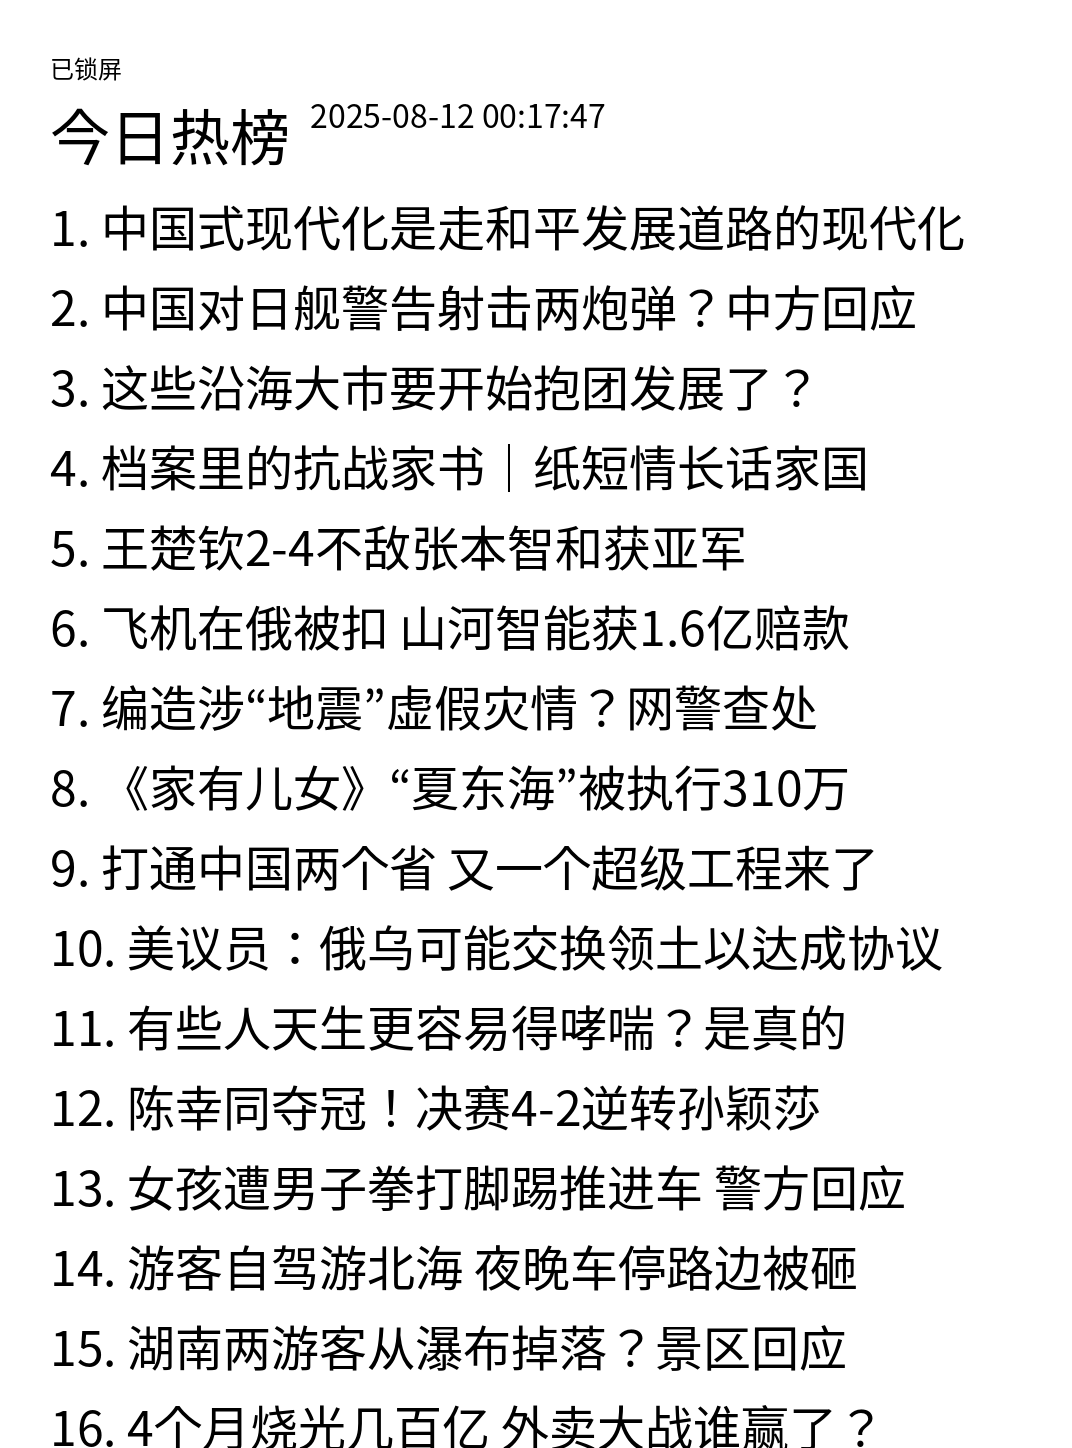 已锁屏
今日热榜 2025-08-12 00:17:47
1. 中国式现代化是走和平发展道路的现代化
2. 中国对日舰警告射击两炮弹？中方回应
3. 这些沿海大市要开始抱团发展了？
4. 档案里的抗战家书｜纸短情长话家国
5. 王楚钦2-4不敌张本智和获亚军
6. 飞机在俄被扣 山河智能获1.6亿赔款
7. 编造涉“地震”虚假灾情？网警查处
8. 《家有儿女》“夏东海”被执行310万
9. 打通中国两个省 又一个超级工程来了
10. 美议员：俄乌可能交换领土以达成协议
11. 有些人天生更容易得哮喘？是真的
12. 陈幸同夺冠！决赛4-2逆转孙颖莎
13. 女孩遭男子拳打脚踢推进车 警方回应
14. 游客自驾游北海 夜晚车停路边被砸
15. 湖南两游客从瀑布掉落？景区回应
16. 4个月烧光几百亿 外卖大战谁赢了？